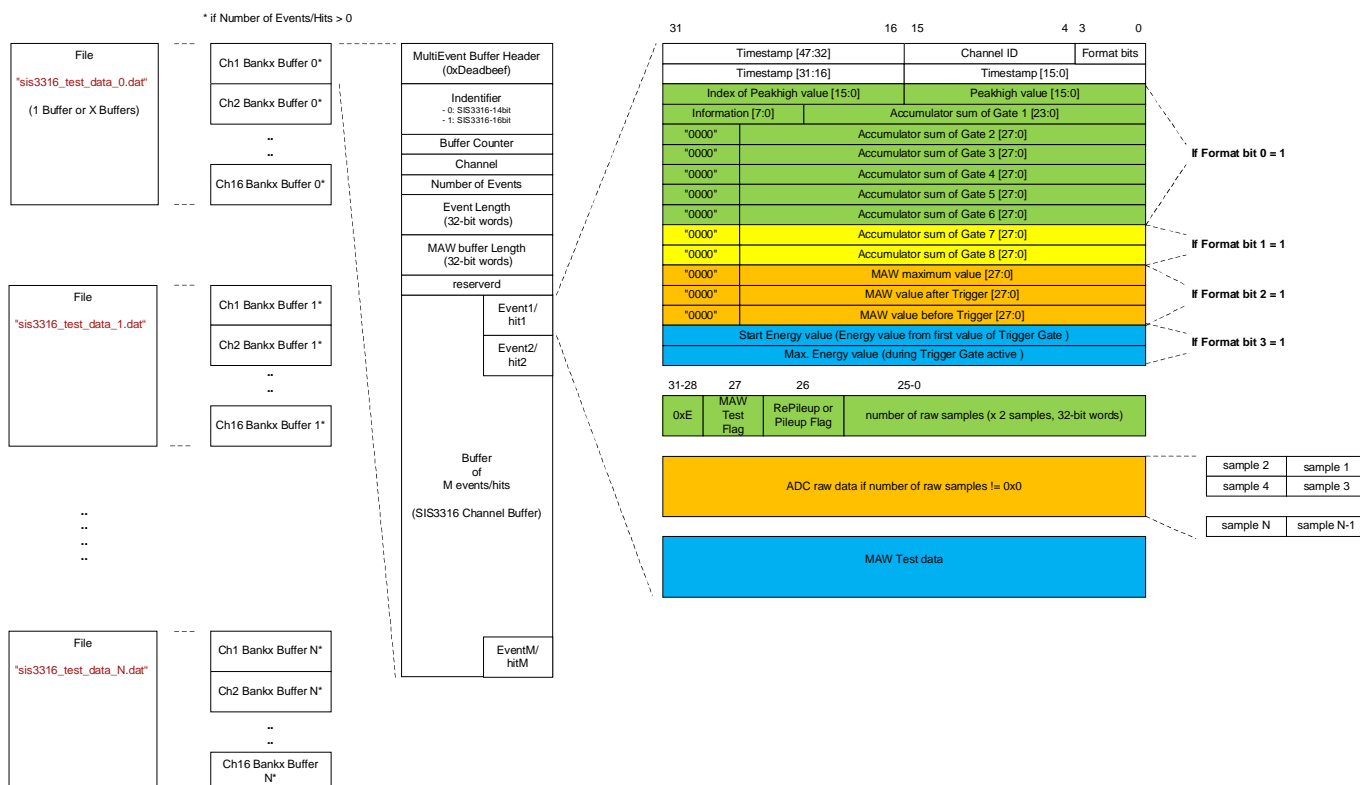 * if Number of Events/Hits > 0
File
"sis3316_test_data_0.dat"
(1 Buffer or X Buffers)
Ch1 Bankx Buffer 0*
Ch2 Bankx Buffer 0*
..
..
Ch16 Bankx Buffer 0*
File
"sis3316_test_data_1.dat"
Ch1 Bankx Buffer 1*
Ch2 Bankx Buffer 1*
..
..
Ch16 Bankx Buffer 1*
..
..
..
..
File
"sis3316_test_data_N.dat"
Ch1 Bankx Buffer N*
Ch2 Bankx Buffer N*
..
..
Ch16 Bankx Buffer
N*
MultiEvent Buffer Header
(0xDeadbeef)
Indentifier
- 0: SIS3316-14bit
- 1: SIS3316-16bit
Buffer Counter
Channel
Number of Events
Event Length
(32-bit words)
MAW buffer Length
(32-bit words)
reserverd
Event1/
hit1
Event2/
hit2
Buffer
of
M events/hits
(SIS3316 Channel Buffer)
EventM/
hitM
31 16 15 4 3 0
Timestamp [47:32] Channel ID Format bits
Timestamp [31:16] Timestamp [15:0]
Index of Peakhigh value [15:0] Peakhigh value [15:0]
Information [7:0] Accumulator sum of Gate 1 [23:0]
"0000" Accumulator sum of Gate 2 [27:0]
"0000" Accumulator sum of Gate 3 [27:0]
"0000" Accumulator sum of Gate 4 [27:0]
"0000" Accumulator sum of Gate 5 [27:0]
"0000" Accumulator sum of Gate 6 [27:0]
"0000" Accumulator sum of Gate 7 [27:0]
"0000" Accumulator sum of Gate 8 [27:0]
"0000" MAW maximum value [27:0]
"0000" MAW value after Trigger [27:0]
"0000" MAW value before Trigger [27:0]
Start Energy value (Energy value from first value of Trigger Gate )
Max. Energy value (during Trigger Gate active )
If Format bit 0 = 1
If Format bit 1 = 1
If Format bit 2 = 1
If Format bit 3 = 1
31-28 27 26 25-0
0xE
MAW
Test
Flag
RePileup or
Pileup Flag
number of raw samples (x 2 samples, 32-bit words)
ADC raw data if number of raw samples != 0x0
sample 2 sample 1
sample 4 sample 3
sample N sample N-1
MAW Test data